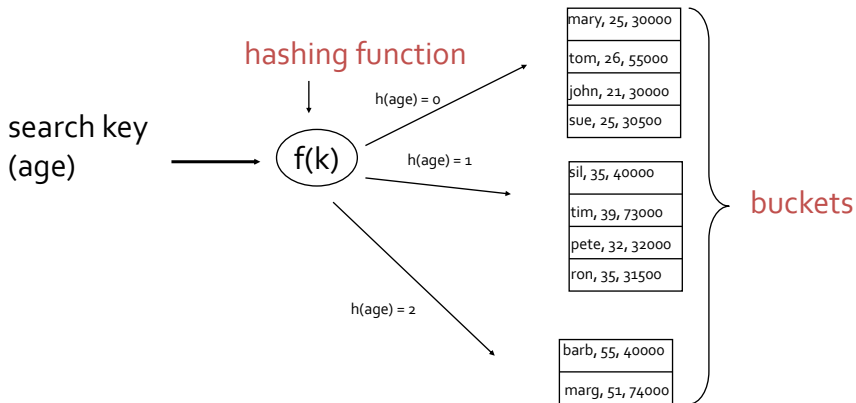 hashing function
search key
(age)
f(k)
h(age) = 0
h(age) = 1
h(age) = 2
mary, 25, 30000
tom, 26, 55000
john, 21, 30000
sue, 25, 30500
sil, 35, 40000
tim, 39, 73000
pete, 32, 32000
ron, 35, 31500
barb, 55, 40000
marg, 51, 74000
buckets